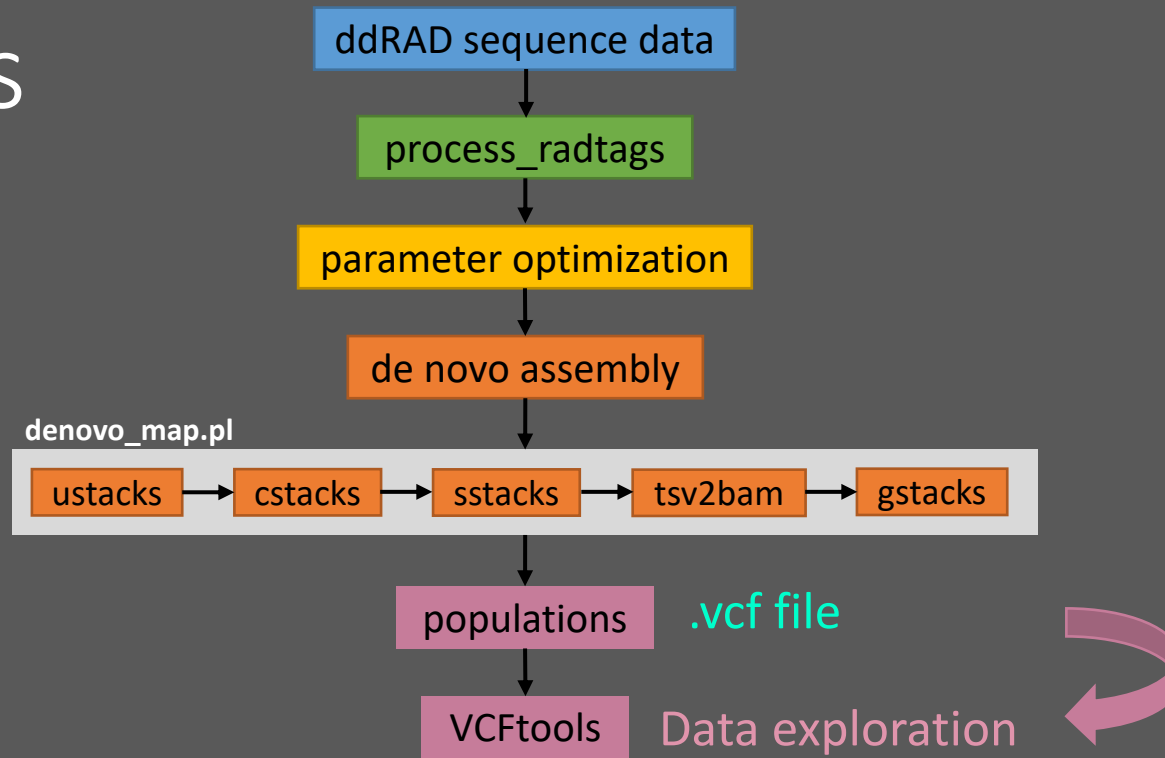 ddRAD sequence data
process_radtags
parameter optimization
de novo assembly
denovo_map.pl
ustacks cstacks sstacks tsv2bam gstacks
populations .vcf file
VCFtools Data exploration